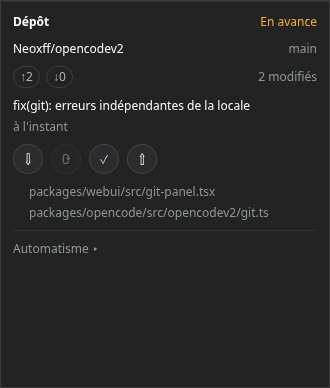 Dépôt En avance
Neoxff/opencodev2 main
↑2 ↓0 2 modifiés
fix(git): erreurs indépendantes de la locale
à l'instant
packages/webui/src/git-panel.tsx
packages/opencode/src/opencodev2/git.ts
Automatisme ▸